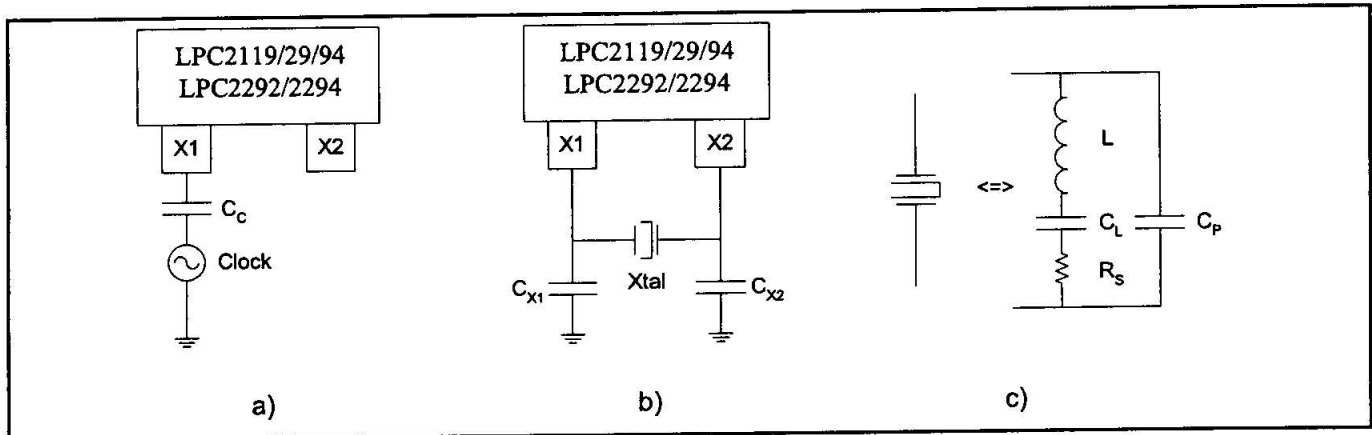 LPC2119/29/94
LPC2292/2294
X1
X2
C_C
Clock
a)
LPC2119/29/94
LPC2292/2294
X1
X2
Xtal
C_X1
C_X2
b)
<=>
L
C_L
C_P
R_S
c)